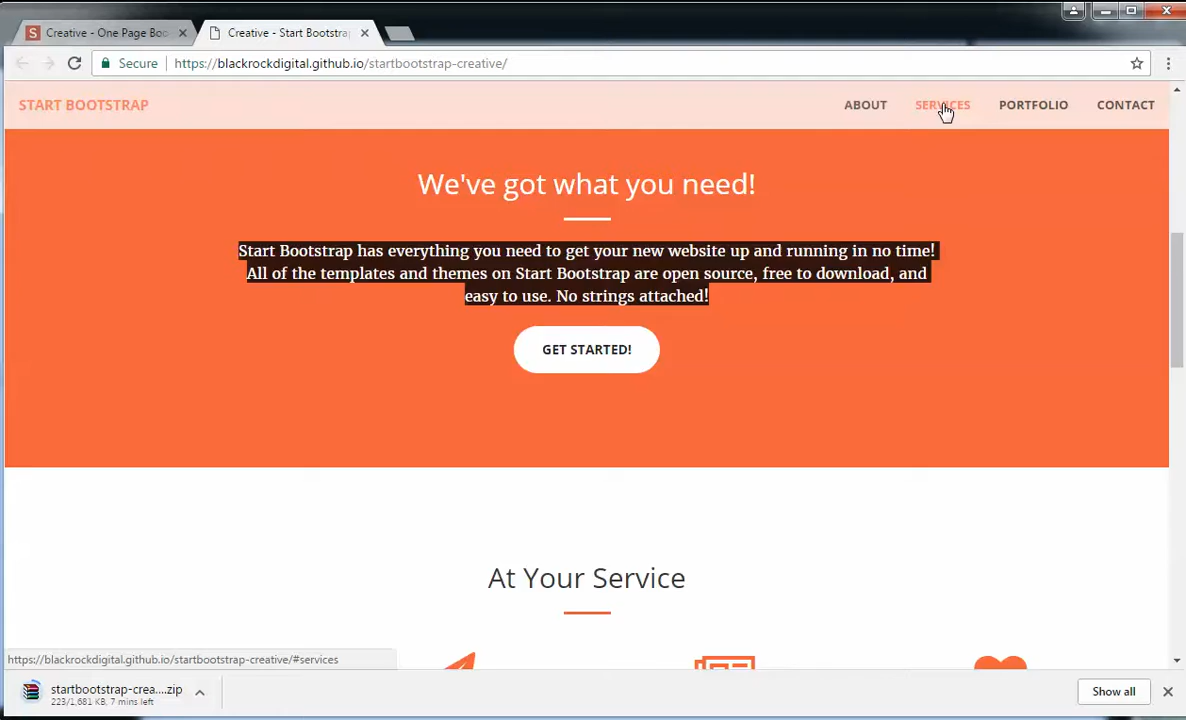 Creative - One Page Boo
Creative - Start Bootstra
Secure
https://blackrockdigital.github.io/startbootstrap-creative/
START BOOTSTRAP
ABOUT
SERVICES
PORTFOLIO
CONTACT
We've got what you need!
Start Bootstrap has everything you need to get your new website up and running in no time!
All of the templates and themes on Start Bootstrap are open source, free to download, and
easy to use. No strings attached!
GET STARTED!
At Your Service
https://blackrockdigital.github.io/startbootstrap-creative/#services
startbootstrap-crea....zip
223/1,681 KB, 7 mins left
Show all